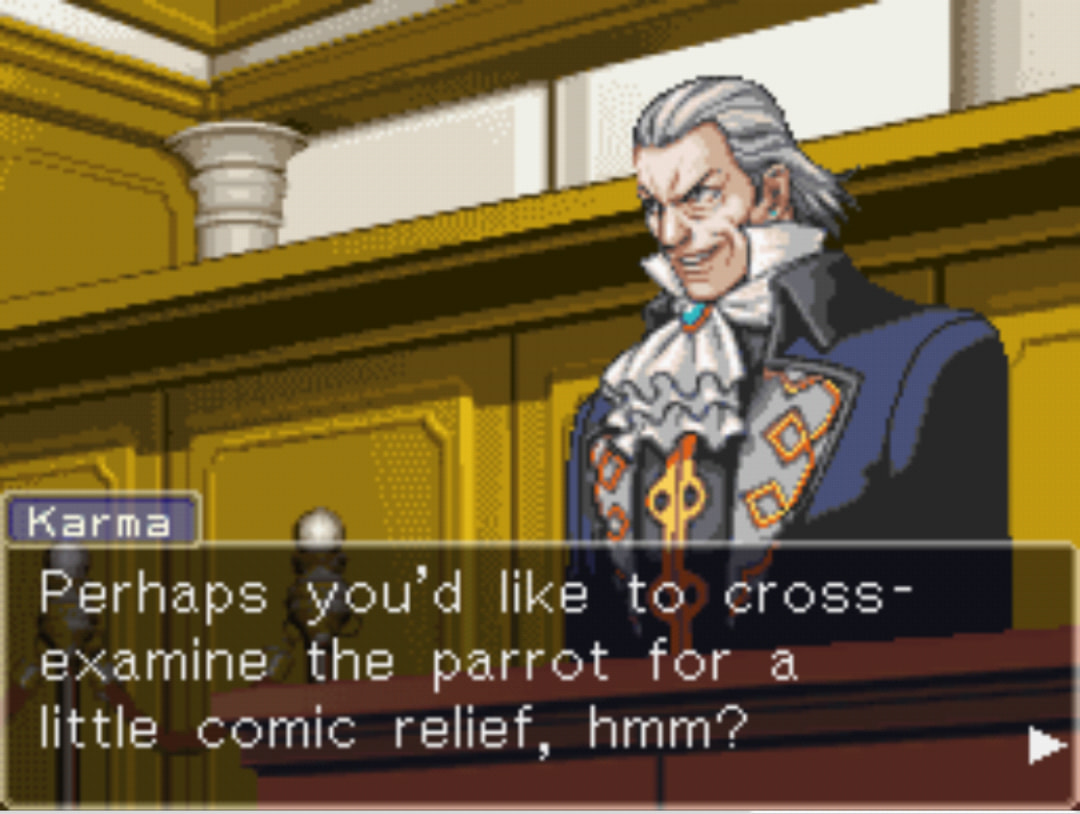 Karma
Perhaps you'd like to cross-
examine the parrot for a
little comic relief, hmm?